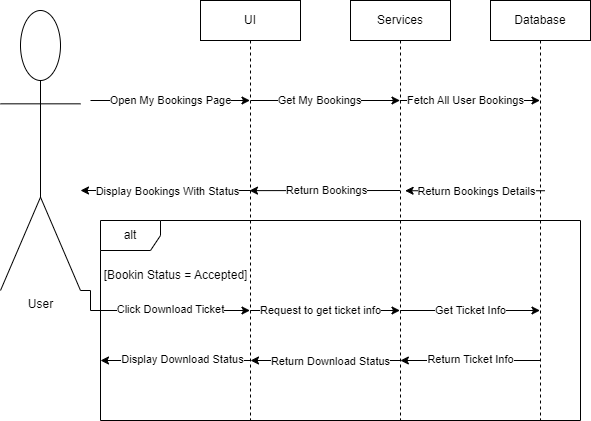 UI
Services
Database
Open My Bookings Page
Get My Bookings
Fetch All User Bookings
Display Bookings With Status
Return Bookings
Return Bookings Details
alt
[Bookin Status = Accepted]
User
Click Download Ticket
Request to get ticket info
Get Ticket Info
Display Download Status
Return Download Status
Return Ticket Info